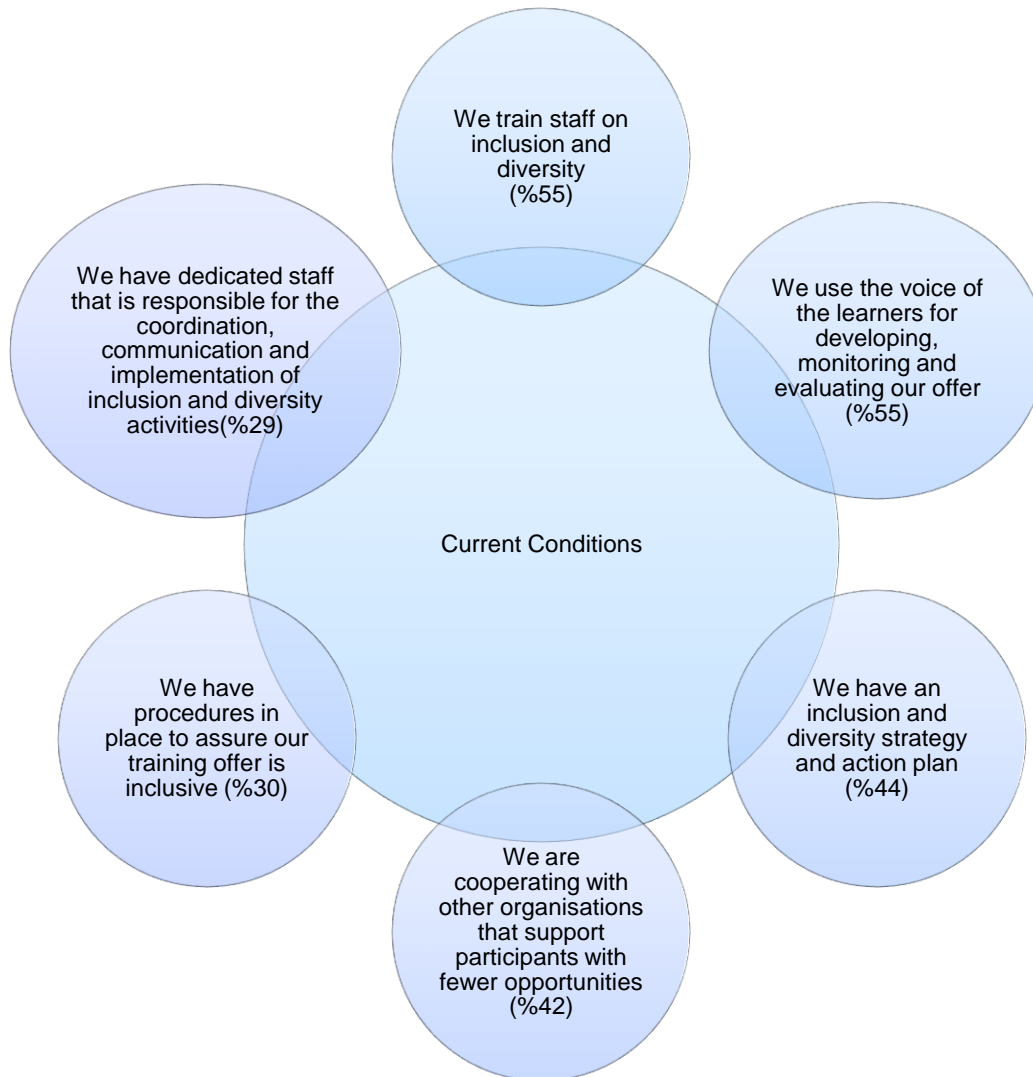 We train staff on
inclusion and
diversity
(%55)
We use the voice of
the learners for
developing,
monitoring and
evaluating our offer
(%55)
We have an
inclusion and
diversity strategy
and action plan
(%44)
We are
cooperating with
other organisations
that support
participants with
fewer opportunities
(%42)
We have
procedures in
place to assure our
training offer is
inclusive (%30)
We have dedicated staff
that is responsible for the
coordination,
communication and
implementation of
inclusion and diversity
activities(%29)
Current Conditions